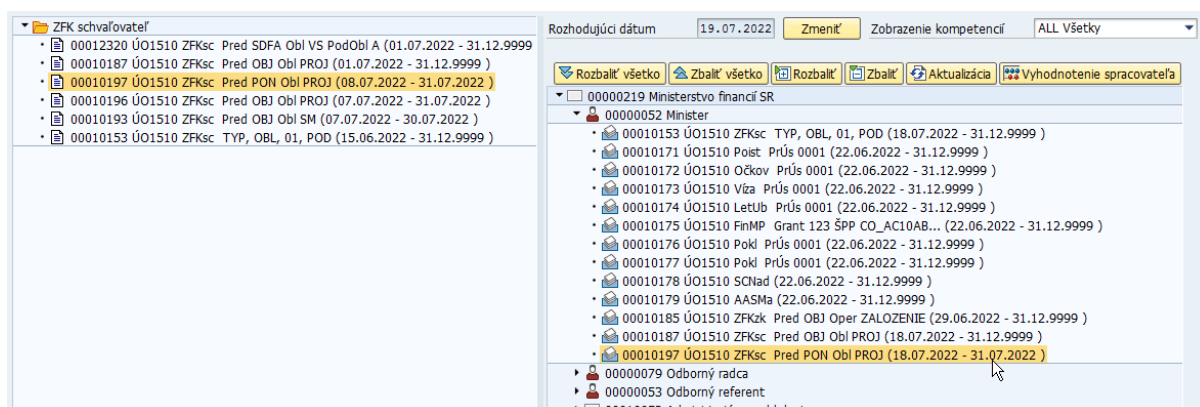 ZFK schvaľovateľ
00012320 ÚO1510 ZFKsc Pred SDFA Obl VS PodObl A (01.07.2022 - 31.12.9999
00010187 ÚO1510 ZFKsc Pred OBJ Obl PROJ (01.07.2022 - 31.12.9999 )
00010197 ÚO1510 ZFKsc Pred PON Obl PROJ (08.07.2022 - 31.07.2022 )
00010196 ÚO1510 ZFKsc Pred OBJ Obl PROJ (07.07.2022 - 31.07.2022 )
00010193 ÚO1510 ZFKsc Pred OBJ Obl SM (07.07.2022 - 30.07.2022 )
00010153 ÚO1510 ZFKsc TYP, OBL, 01, POD (15.06.2022 - 31.12.9999 )
Rozhodujúci dátum 19.07.2022 Zmeniť Zobrazenie kompetencií ALL Všetky
Rozbaliť všetko Zbaliť všetko Rozbaliť Zbaliť Aktualizácia Vyhodnotenie spracovateľa
00000219 Ministerstvo financií SR
00000052 Minister
00010153 ÚO1510 ZFKsc TYP, OBL, 01, POD (18.07.2022 - 31.12.9999 )
00010171 ÚO1510 Poist PrÚs 0001 (22.06.2022 - 31.12.9999 )
00010172 ÚO1510 Očkov PrÚs 0001 (22.06.2022 - 31.12.9999 )
00010173 ÚO1510 Víza PrÚs 0001 (22.06.2022 - 31.12.9999 )
00010174 ÚO1510 LetUb PrÚs 0001 (22.06.2022 - 31.12.9999 )
00010175 ÚO1510 FinMP Grant 123 ŠPP CO_AC10AB... (22.06.2022 - 31.12.9999 )
00010176 ÚO1510 Pokl PrÚs 0001 (22.06.2022 - 31.12.9999 )
00010177 ÚO1510 Pokl PrÚs 0001 (22.06.2022 - 31.12.9999 )
00010178 ÚO1510 SCNad (22.06.2022 - 31.12.9999 )
00010179 ÚO1510 AASMa (22.06.2022 - 31.12.9999 )
00010185 ÚO1510 ZFKzk Pred OBJ Oper ZALOZENIE (29.06.2022 - 31.12.9999 )
00010187 ÚO1510 ZFKsc Pred OBJ Obl PROJ (18.07.2022 - 31.12.9999 )
00010197 ÚO1510 ZFKsc Pred PON Obl PROJ (18.07.2022 - 31.07.2022 )
00000079 Odborný radca
00000053 Odborný referent